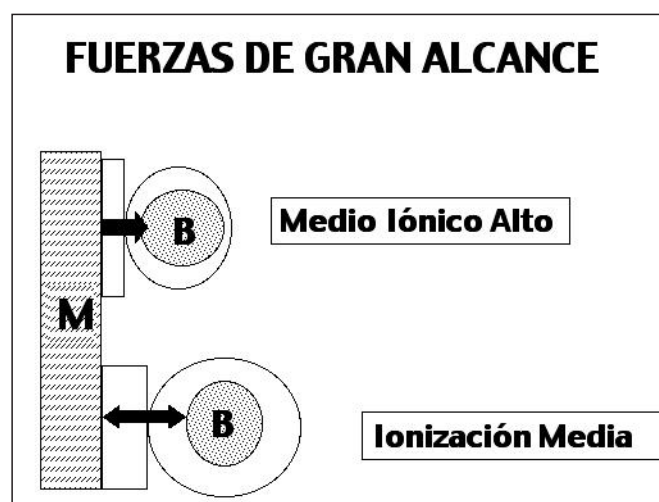 FUERZAS DE GRAN ALCANCE
B
Medio Iónico Alto
M
B
Ionización Media